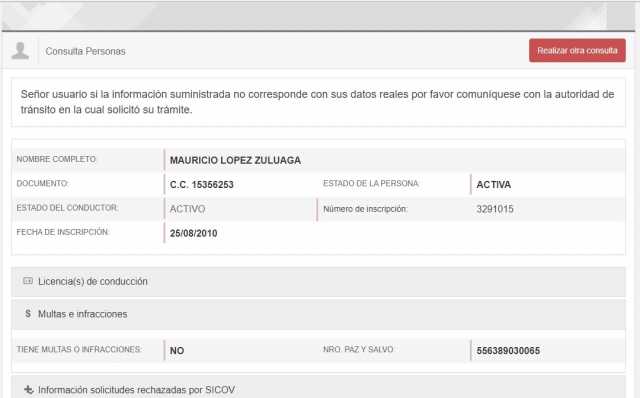 Consulta Personas
Realizar otra consulta
Señor usuario si la información suministrada no corresponde con sus datos reales por favor comuníquese con la autoridad de
tránsito en la cual solicitó su trámite.
NOMBRE COMPLETO: MAURICIO LOPEZ ZULUAGA
DOCUMENTO: C.C. 15356253 ESTADO DE LA PERSONA ACTIVA
ESTADO DEL CONDUCTOR: ACTIVO Número de inscripción: 3291015
FECHA DE INSCRIPCIÓN: 25/08/2010
Licencia(s) de conducción
$ Multas e infracciones
TIENE MULTAS O INFRACCIONES: NO NRO. PAZ Y SALVO: 556389030065
Información solicitudes rechazadas por SICOV